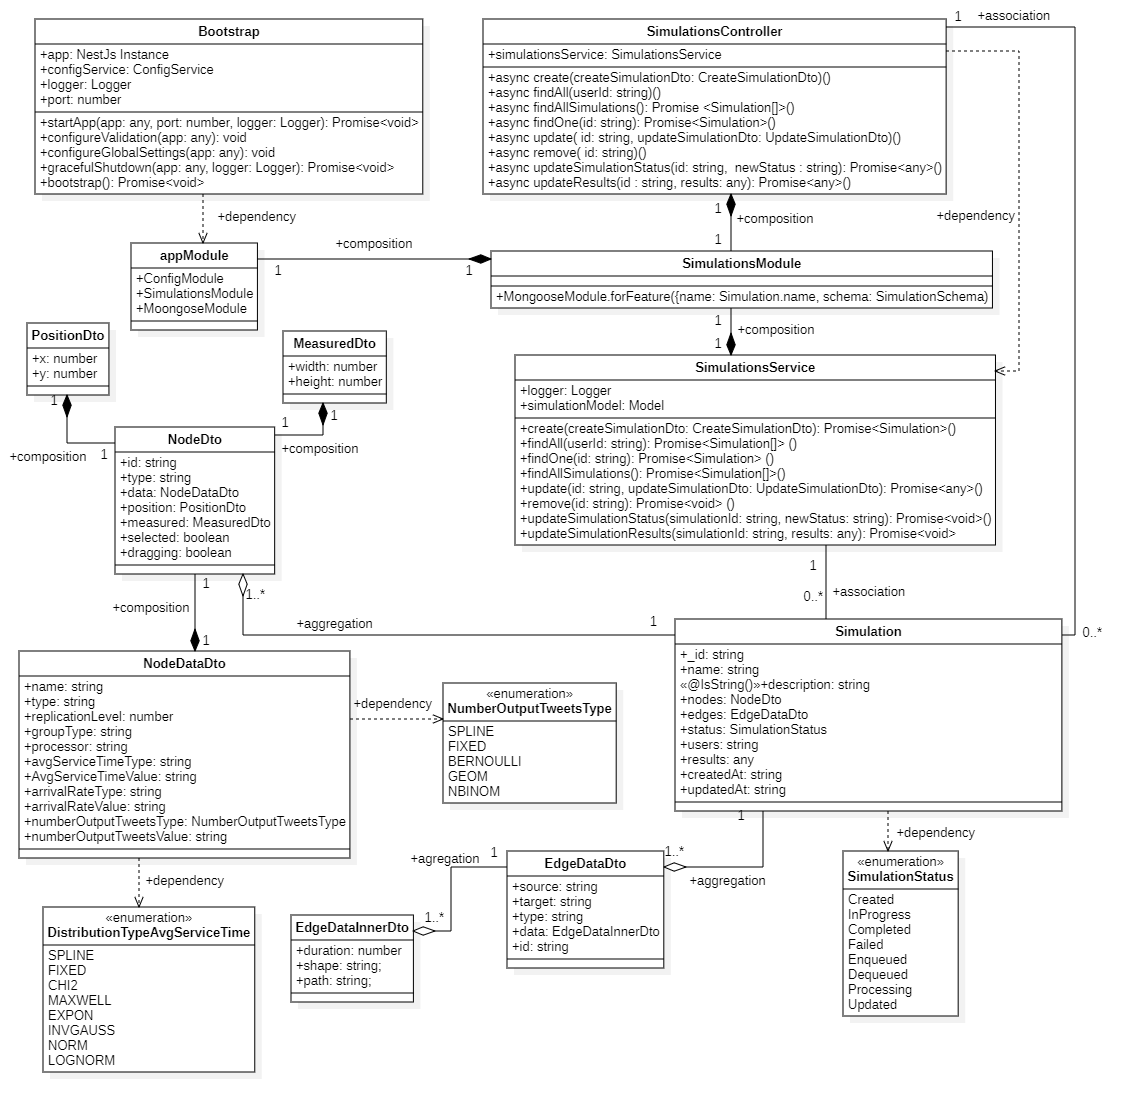 Bootstrap
+app: NestJs Instance
+configService: ConfigService
+logger: Logger
+port: number
+startApp(app: any, port: number, logger: Logger): Promise<void>
+configureValidation(app: any): void
+configureGlobalSettings(app: any): void
+gracefulShutdown(app: any, logger: Logger): Promise<void>
+bootstrap(): Promise<void>
SimulationsController
+simulationsService: SimulationsService
+async create(createSimulationDto: CreateSimulationDto)()
+async findAll(userId: string)()
+async findAllSimulations(): Promise <Simulation[]>()
+async findOne(id: string): Promise<Simulation>()
+async update( id: string, updateSimulationDto: UpdateSimulationDto)()
+async remove( id: string)()
+async updateSimulationStatus(id: string,  newStatus : string): Promise<any>()
+async updateResults(id : string, results: any): Promise<any>()
1
+association
+dependency
+dependency
1
+composition
1
appModule
+ConfigModule
+SimulationsModule
+MoongoseModule
+composition
1
1
SimulationsModule
+MongooseModule.forFeature({name: Simulation.name, schema: SimulationSchema)
1
+composition
1
PositionDto
+x: number
+y: number
MeasuredDto
+width: number
+height: number
SimulationsService
+logger: Logger
+simulationModel: Model
+create(createSimulationDto: CreateSimulationDto): Promise<Simulation>()
+findAll(userId: string): Promise<Simulation[]> ()
+findOne(id: string): Promise<Simulation> ()
+findAllSimulations(): Promise<Simulation[]>()
+update(id: string, updateSimulationDto: UpdateSimulationDto): Promise<any>()
+remove(id: string): Promise<void> ()
+updateSimulationStatus(simulationId: string, newStatus: string): Promise<void>()
+updateSimulationResults(simulationId: string, results: any): Promise<void>
1
+composition
1
1
1
+composition
NodeDto
+id: string
+type: string
+data: NodeDataDto
+position: PositionDto
+measured: MeasuredDto
+selected: boolean
+dragging: boolean
1
+composition
1
1..*
+aggregation
1
1
0..*
+association
0..*
Simulation
+_id: string
+name: string
«@IsString()»+description: string
+nodes: NodeDto
+edges: EdgeDataDto
+status: SimulationStatus
+users: string
+results: any
+createdAt: string
+updatedAt: string
NodeDataDto
+name: string
+type: string
+replicationLevel: number
+groupType: string
+processor: string
+avgServiceTimeType: string
+AvgServiceTimeValue: string
+arrivalRateType: string
+arrivalRateValue: string
+numberOutputTweetsType: NumberOutputTweetsType
+numberOutputTweetsValue: string
+dependency
«enumeration»
NumberOutputTweetsType
SPLINE
FIXED
BERNOULLI
GEOM
NBINOM
1
1..*
+aggregation
+dependency
+dependency
+agregation
1
1..*
EdgeDataDto
+source: string
+target: string
+type: string
+data: EdgeDataInnerDto
+id: string
«enumeration»
SimulationStatus
Created
InProgress
Completed
Failed
Enqueued
Dequeued
Processing
Updated
«enumeration»
DistributionTypeAvgServiceTime
SPLINE
FIXED
CHI2
MAXWELL
EXPON
INVGAUSS
NORM
LOGNORM
EdgeDataInnerDto
+duration: number
+shape: string;
+path: string;